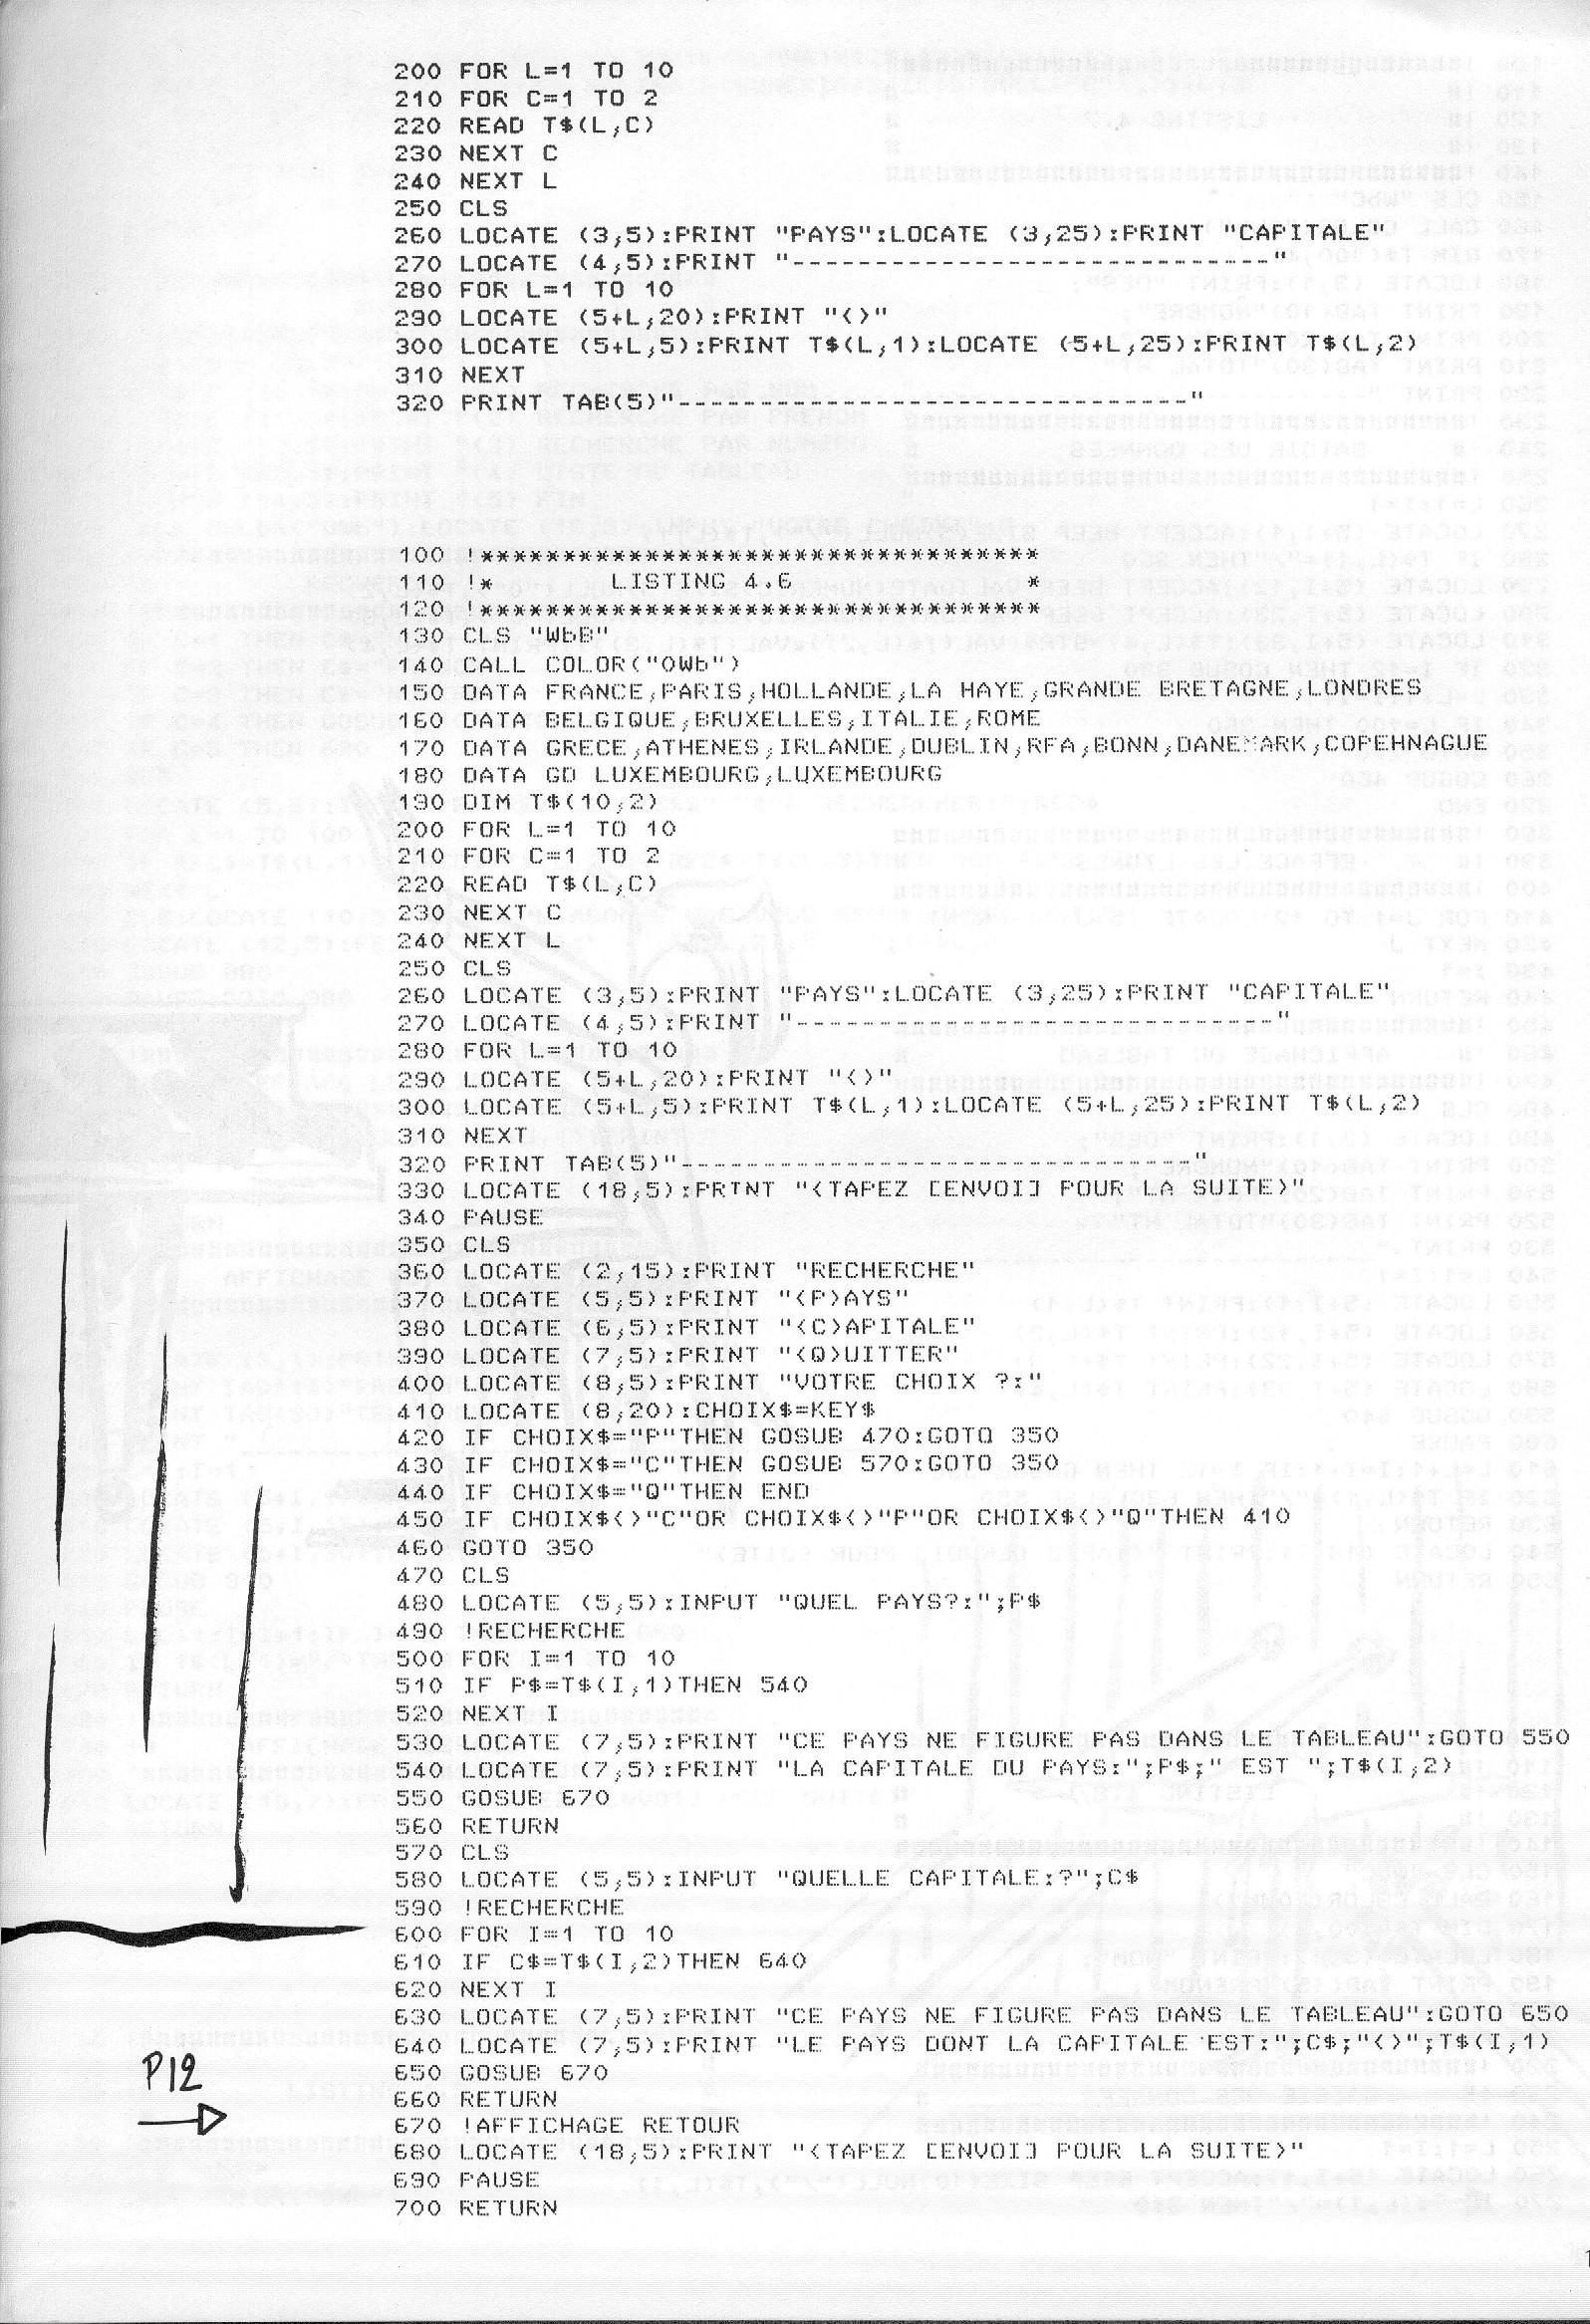 200 FOR L=1 TO 10
210 FOR C=1 TO 2
220 READ T$(L,C)
230 NEXT C
240 NEXT L
250 CLS
260 LOCATE (3,5):PRINT "PAYS":LOCATE (3,25):PRINT "CAPITALE"
270 LOCATE (4,5):PRINT "-----------------------------"
280 FOR L=1 TO 10
290 LOCATE (5+L,20):PRINT "<>"
300 LOCATE (5+L,5):PRINT T$(L,1):LOCATE (5+L,25):PRINT T$(L,2)
310 NEXT
320 PRINT TAB(5)"-------------------------------"
100 !**********************************
110 !* LISTING 4.6 *
120 !**********************************
130 CLS "WbB"
140 CALL COLOR("0Wb")
150 DATA FRANCE,PARIS,HOLLANDE,LA HAYE,GRANDE BRETAGNE,LONDRES
160 DATA BELGIQUE,BRUXELLES,ITALIE,ROME
170 DATA GRECE,ATHENES,IRLANDE,DUBLIN,RFA,BONN,DANEMARK,COPEHNAGUE
180 DATA GD LUXEMBOURG,LUXEMBOURG
190 DIM T$(10,2)
200 FOR L=1 TO 10
210 FOR C=1 TO 2
220 READ T$(L,C)
230 NEXT C
240 NEXT L
250 CLS
260 LOCATE (3,5):PRINT "PAYS":LOCATE (3,25):PRINT "CAPITALE"
270 LOCATE (4,5):PRINT "-----------------------------"
280 FOR L=1 TO 10
290 LOCATE (5+L,20):PRINT "<>"
300 LOCATE (5+L,5):PRINT T$(L,1):LOCATE (5+L,25):PRINT T$(L,2)
310 NEXT
320 PRINT TAB(5)"-------------------------------"
330 LOCATE (18,5):PRINT "<TAPEZ [ENVOI] POUR LA SUITE>"
340 PAUSE
350 CLS
360 LOCATE (2,15):PRINT "RECHERCHE"
370 LOCATE (5,5):PRINT "<P>AYS"
380 LOCATE (6,5):PRINT "<C>APITALE"
390 LOCATE (7,5):PRINT "<Q>UITTER"
400 LOCATE (8,5):PRINT "VOTRE CHOIX ?:"
410 LOCATE (8,20):CHOIX$=KEY$
420 IF CHOIX$="P"THEN GOSUB 470:GOTO 350
430 IF CHOIX$="C"THEN GOSUB 570:GOTO 350
440 IF CHOIX$="Q"THEN END
450 IF CHOIX$<>"C"OR CHOIX$<>"P"OR CHOIX$<>"Q"THEN 410
460 GOTO 350
470 CLS
480 LOCATE (5,5):INPUT "QUEL PAYS?:";P$
490 !RECHERCHE
500 FOR I=1 TO 10
510 IF P$=T$(I,1)THEN 540
520 NEXT I
530 LOCATE (7,5):PRINT "CE PAYS NE FIGURE PAS DANS LE TABLEAU":GOTO 550
540 LOCATE (7,5):PRINT "LA CAPITALE DU PAYS:";P$;" EST ";T$(I,2)
550 GOSUB 670
560 RETURN
570 CLS
580 LOCATE (5,5):INPUT "QUELLE CAPITALE:?";C$
590 !RECHERCHE
600 FOR I=1 TO 10
610 IF C$=T$(I,2)THEN 640
620 NEXT I
630 LOCATE (7,5):PRINT "CE PAYS NE FIGURE PAS DANS LE TABLEAU":GOTO 650
640 LOCATE (7,5):PRINT "LE PAYS DONT LA CAPITALE EST:";C$;"<>";T$(I,1)
650 GOSUB 670
660 RETURN
670 !AFFICHAGE RETOUR
680 LOCATE (18,5):PRINT "<TAPEZ [ENVOI] POUR LA SUITE>"
690 PAUSE
700 RETURN
P12